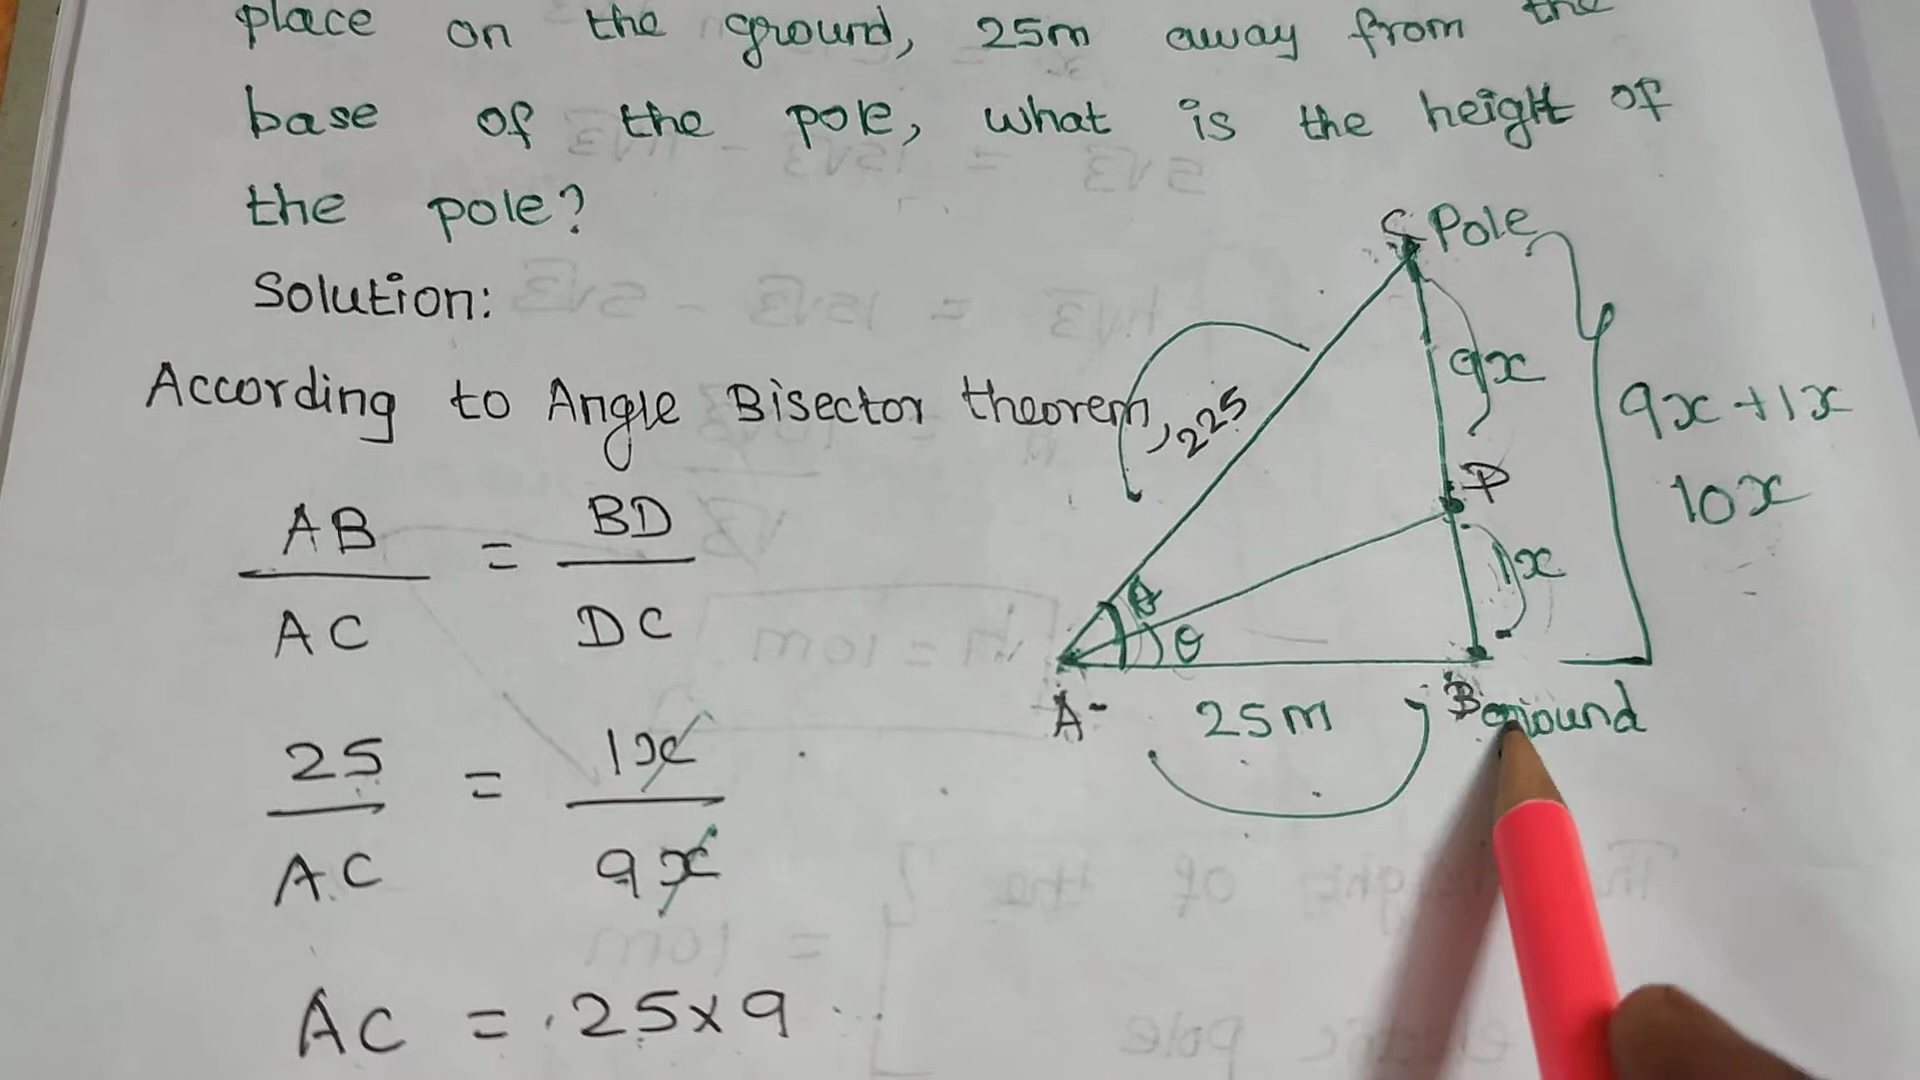 place on the ground, 25m away from the
base of the pole, what is the height of
the pole?
Solution:
According to Angle Bisector theorem,
AB = BD
AC DC
25 = 1x
AC 9x
AC = 25x9
C Pole
225
9x
9x+1x
10x
D
1x
θ
θ
A
25m
B
Ground